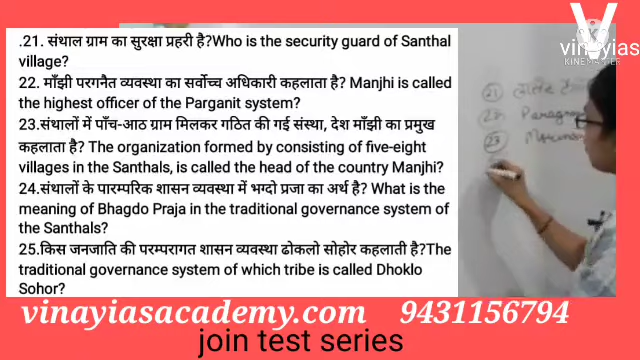 .21. संथाल ग्राम का सुरक्षा प्रहरी है?Who is the security guard of Santhal
village?
22. माँझी परगनैत व्यवस्था का सर्वोच्च अधिकारी कहलाता है? Manjhi is called
the highest officer of the Parganit system?
23.संथालों में पाँच-आठ ग्राम मिलकर गठित की गई संस्था, देश माँझी का प्रमुख
कहलाता है? The organization formed by consisting of five-eight
villages in the Santhals, is called the head of the country Manjhi?
24.संथालों के पारम्परिक शासन व्यवस्था में भग्दो प्रजा का अर्थ है? What is the
meaning of Bhagdo Praja in the traditional governance system of
the Santhals?
25.किस जनजाति की परम्परागत शासन व्यवस्था ढोकलो सोहोर कहलाती है?The
traditional governance system of which tribe is called Dhoklo
Sohor?
vinayias
KINEMASTER
21
22
23
vinayiasacademy.com 9431156794
join test series